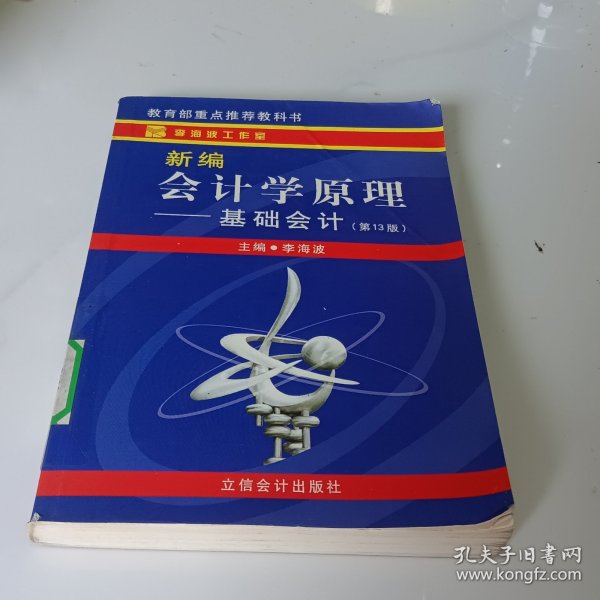 教育部重点推荐教科书
李海波工作室
新编
会计学原理
——基础会计(第13版)
主编●李海波
立信会计出版社
孔夫子旧书网
www.kongfz.com